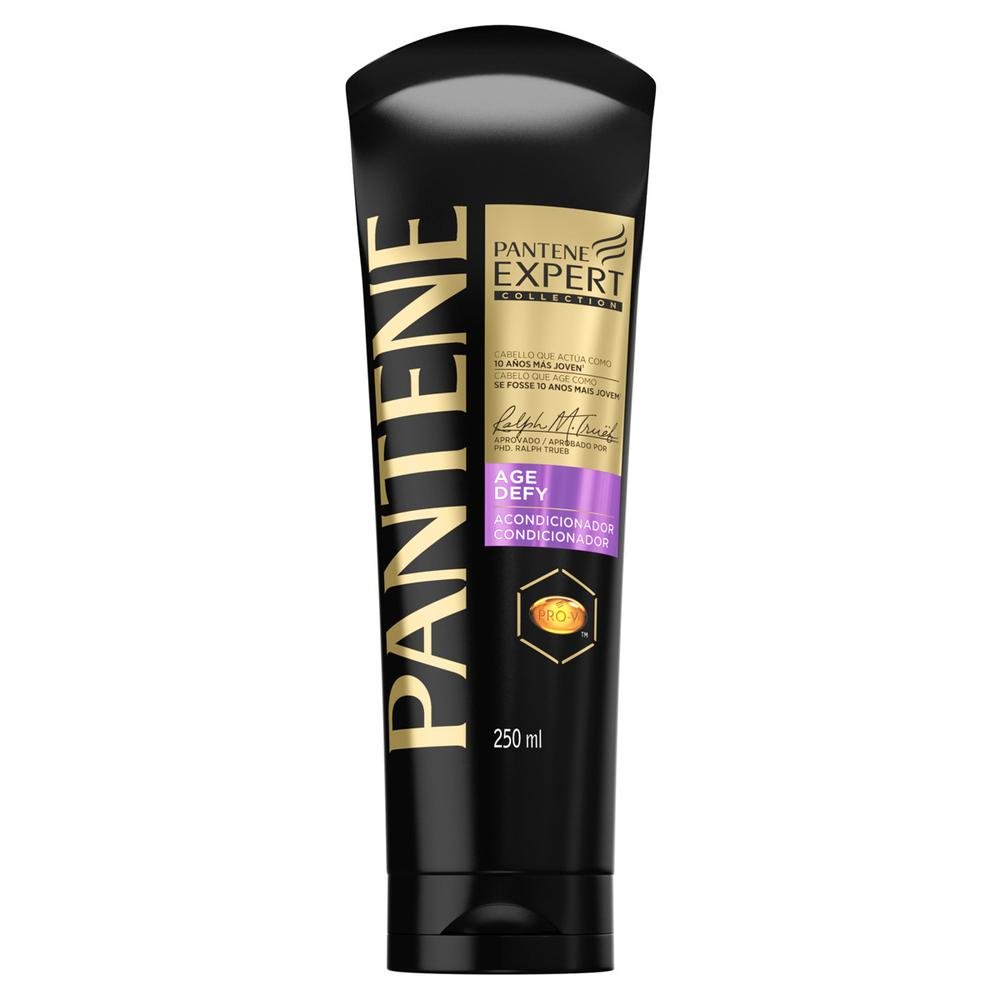 PANTENE
PANTENE
EXPERT
COLLECTION
CABELLO QUE ACTÚA COMO
10 AÑOS MÁS JOVEN¹
CABELO QUE AGE COMO
SE FOSSE 10 ANOS MAIS JOVEM¹
Ralph M. Trüeb
APROVADO / APROBADO POR
PHD. RALPH TRUEB
AGE
DEFY
ACONDICIONADOR
CONDICIONADOR
PRO-V
™
250 ml